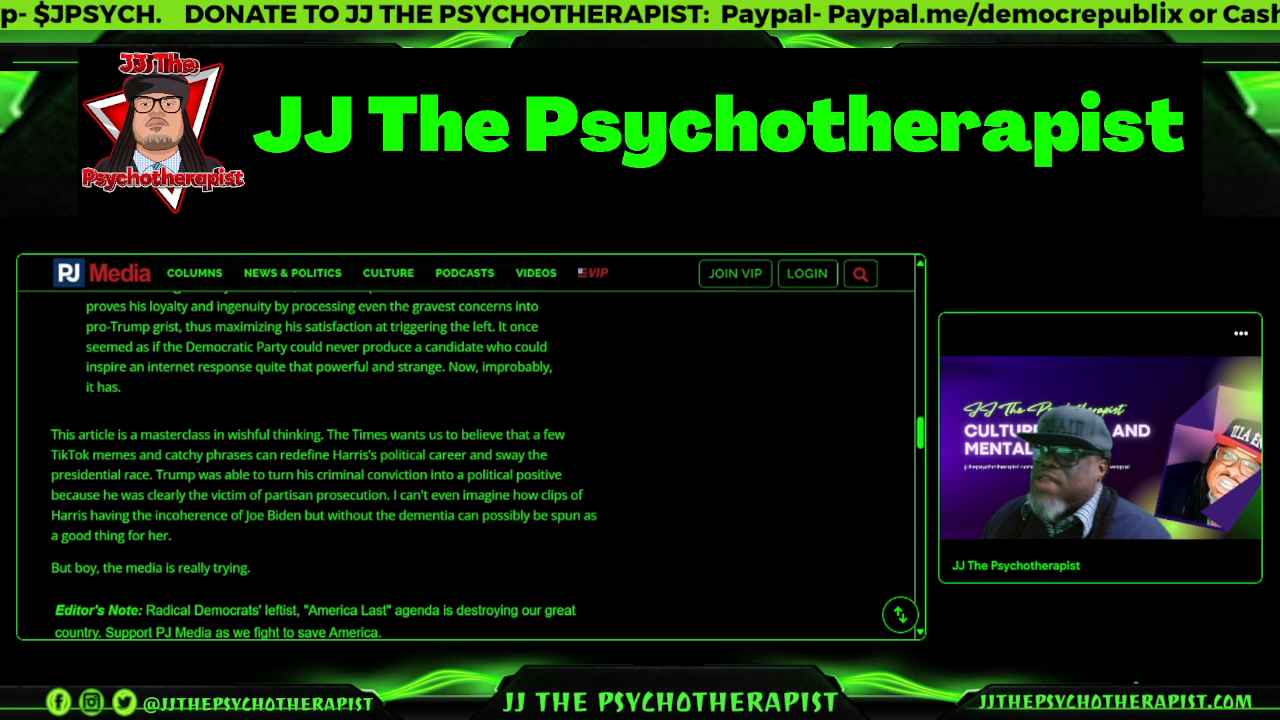 p- $JPSYCH. DONATE TO JJ THE PSYCHOTHERAPIST: Paypal- Paypal.me/democrepublix or Cash
JJ The
Psychotherapist
JJ The Psychotherapist
PJ Media COLUMNS NEWS & POLITICS CULTURE PODCASTS VIDEOS VIP JOIN VIP LOGIN
proves his loyalty and ingenuity by processing even the gravest concerns into
pro-Trump grist, thus maximizing his satisfaction at triggering the left. It once
seemed as if the Democratic Party could never produce a candidate who could
inspire an internet response quite that powerful and strange. Now, improbably,
it has.
This article is a masterclass in wishful thinking. The Times wants us to believe that a few
TikTok memes and catchy phrases can redefine Harris's political career and sway the
presidential race. Trump was able to turn his criminal conviction into a political positive
because he was clearly the victim of partisan prosecution. I can't even imagine how clips of
Harris having the incoherence of Joe Biden but without the dementia can possibly be spun as
a good thing for her.
But boy, the media is really trying.
Editor's Note: Radical Democrats' leftist, "America Last" agenda is destroying our great
country. Support PJ Media as we fight to save America.
JJ The
CULTURE AND
MENTAL
JJ The Psychotherapist
@JJTHEPSYCHOTHERAPIST
JJ THE PSYCHOTHERAPIST
JJTHEPSYCHOTHERAPIST.COM